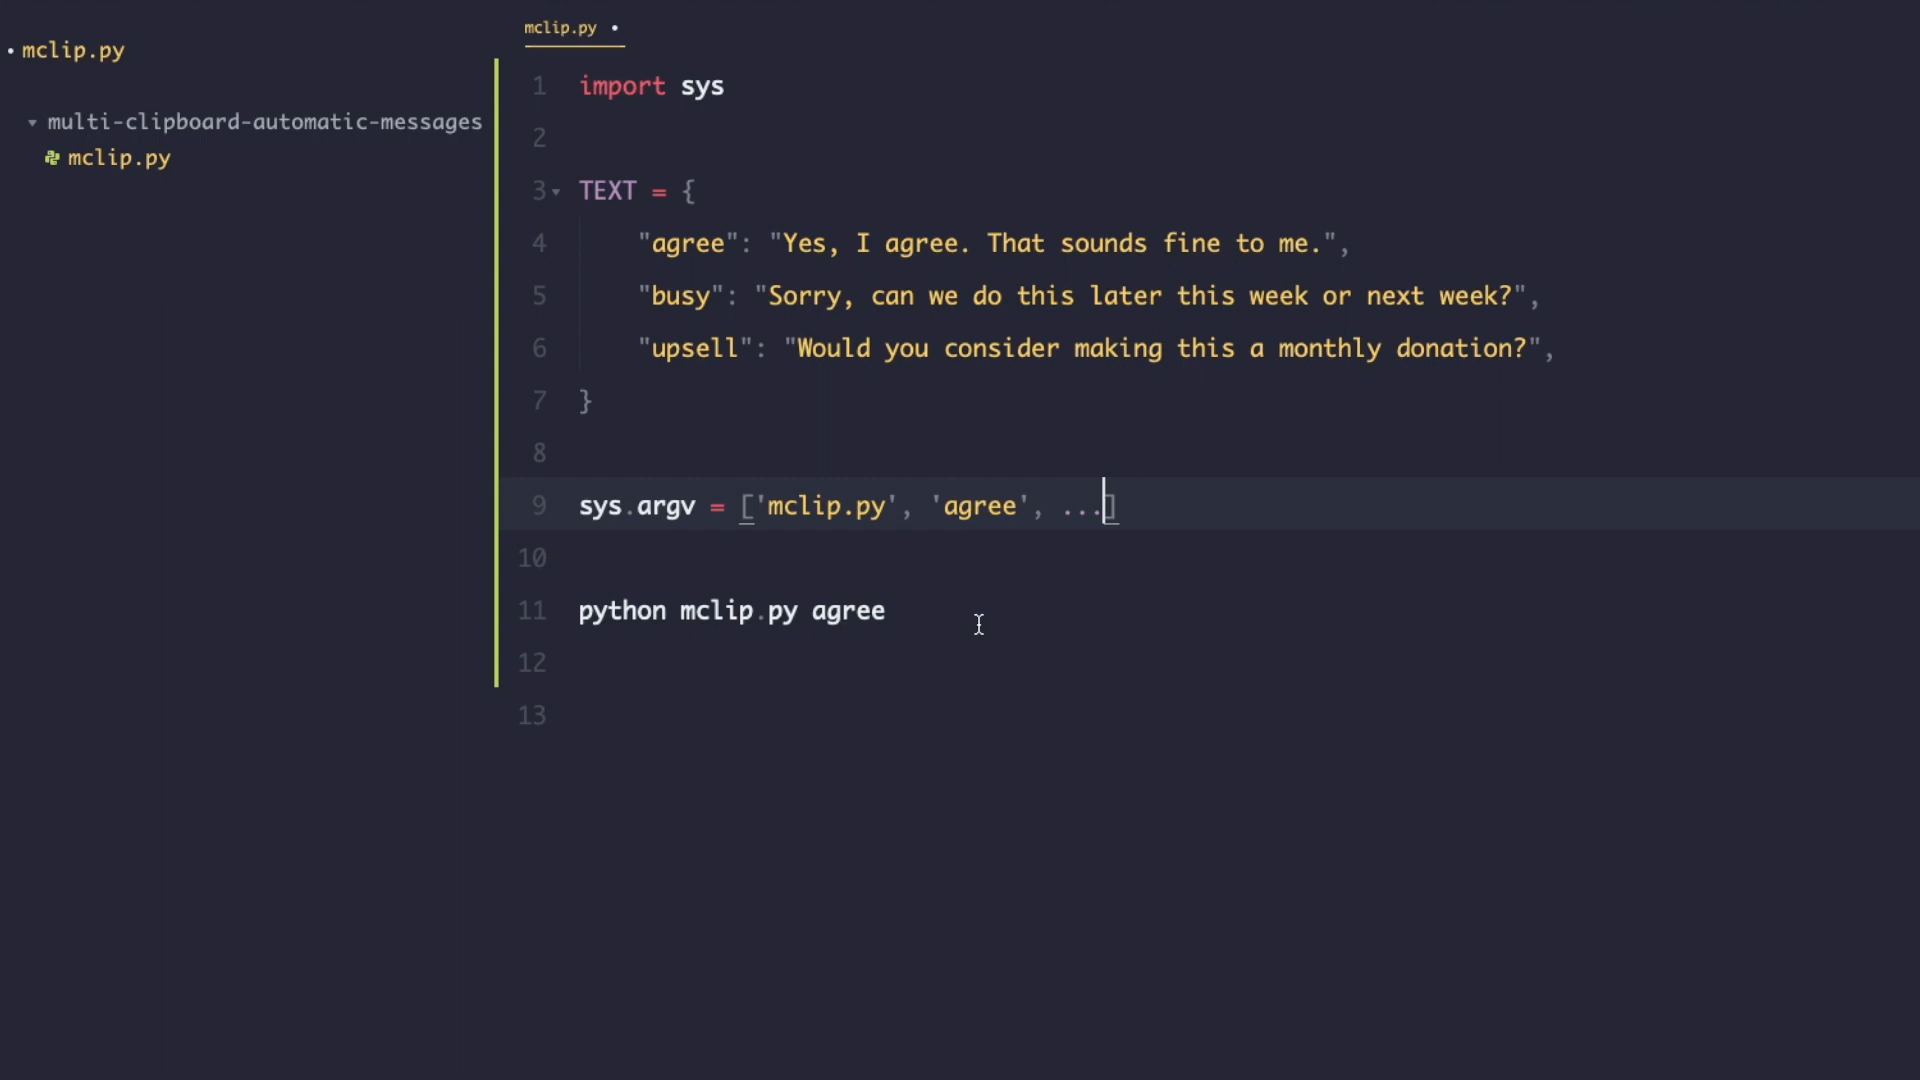 mclip.py
multi-clipboard-automatic-messages
mclip.py
mclip.py
1 import sys
2
3 TEXT = {
4 "agree": "Yes, I agree. That sounds fine to me.",
5 "busy": "Sorry, can we do this later this week or next week?",
6 "upsell": "Would you consider making this a monthly donation?",
7 }
8
9 sys.argv = ['mclip.py', 'agree', ...]
10
11 python mclip.py agree
12
13